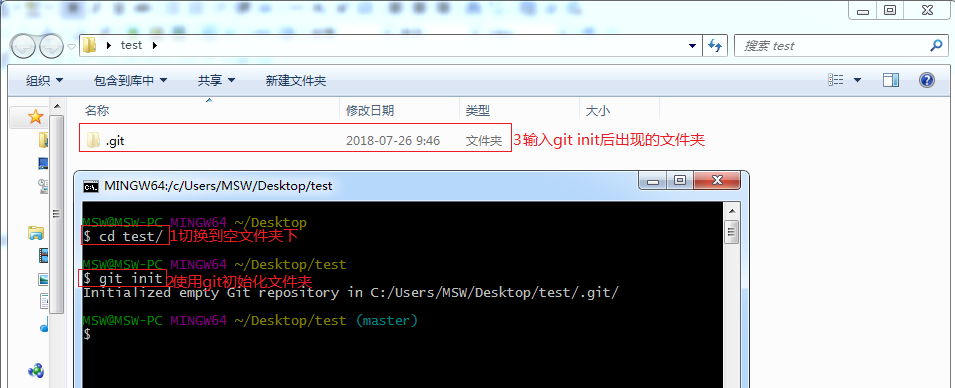 test
搜索 test
组织 包含到库中 共享 新建文件夹
名称 修改日期 类型 大小
.git 2018-07-26 9:46 文件夹
3输入git init后出现的文件夹
MINGW64:/c/Users/MSW/Desktop/test
MSW@MSW-PC MINGW64 ~/Desktop
$ cd test/ 1切换到空文件夹下
MSW@MSW-PC MINGW64 ~/Desktop/test
$ git init 2使用git初始化文件夹
Initialized empty Git repository in C:/Users/MSW/Desktop/test/.git/
MSW@MSW-PC MINGW64 ~/Desktop/test (master)
$